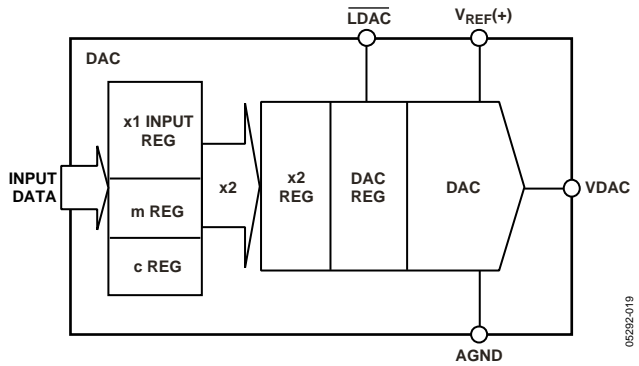 LDAC
VREF(+)
DAC
x1 INPUT
REG
INPUT
DATA
m REG
c REG
x2
x2
REG
DAC
REG
DAC
VDAC
AGND
05292-019